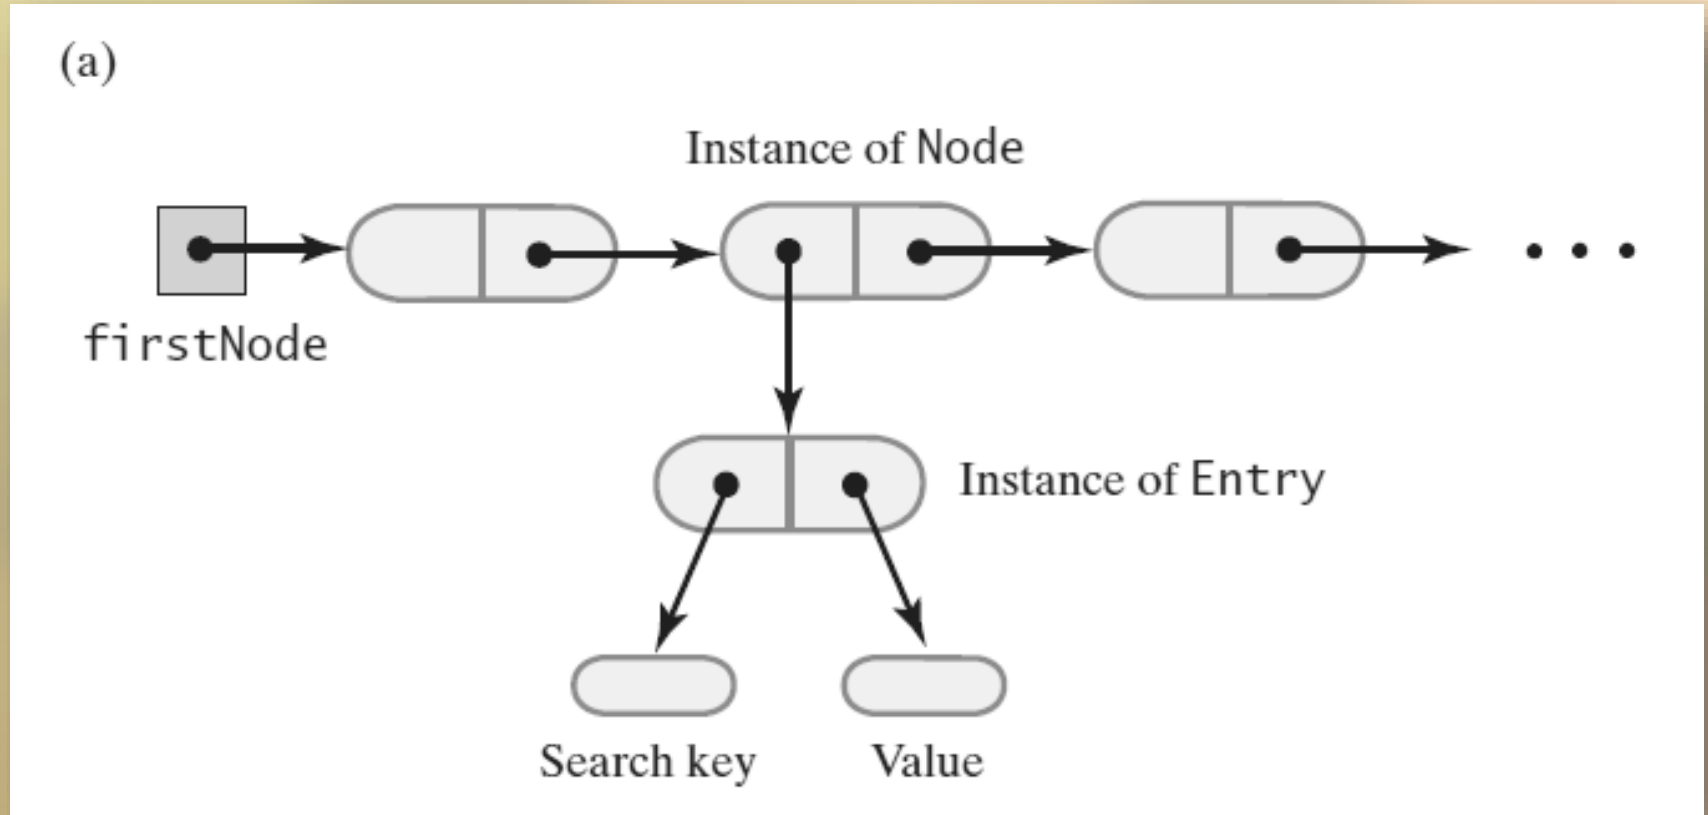 (a)
Instance of Node
firstNode
Instance of Entry
Search key
Value